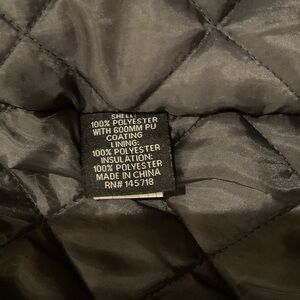 SHELL:
100% POLYESTER
WITH 600MM PU
COATING
LINING:
100% POLYESTER
INSULATION:
100% POLYESTER
MADE IN CHINA
RN# 145718